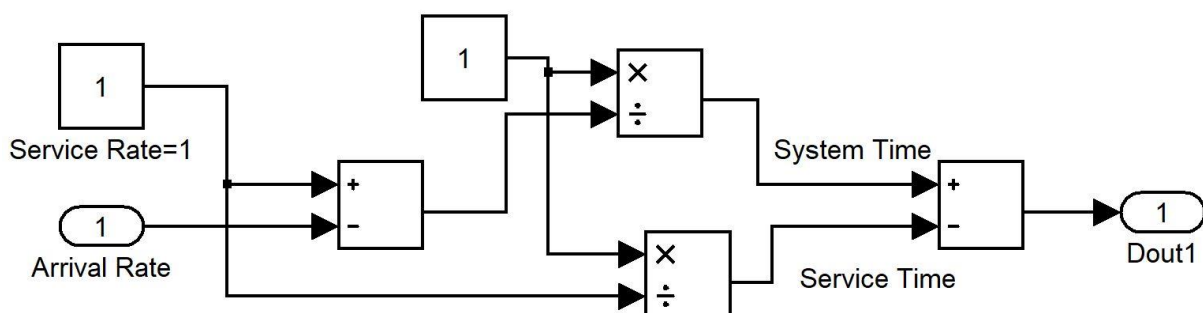 1
1
×
÷
Service Rate=1
System Time
+
−
+
−
1
1
Arrival Rate
×
÷
Service Time
Dout1